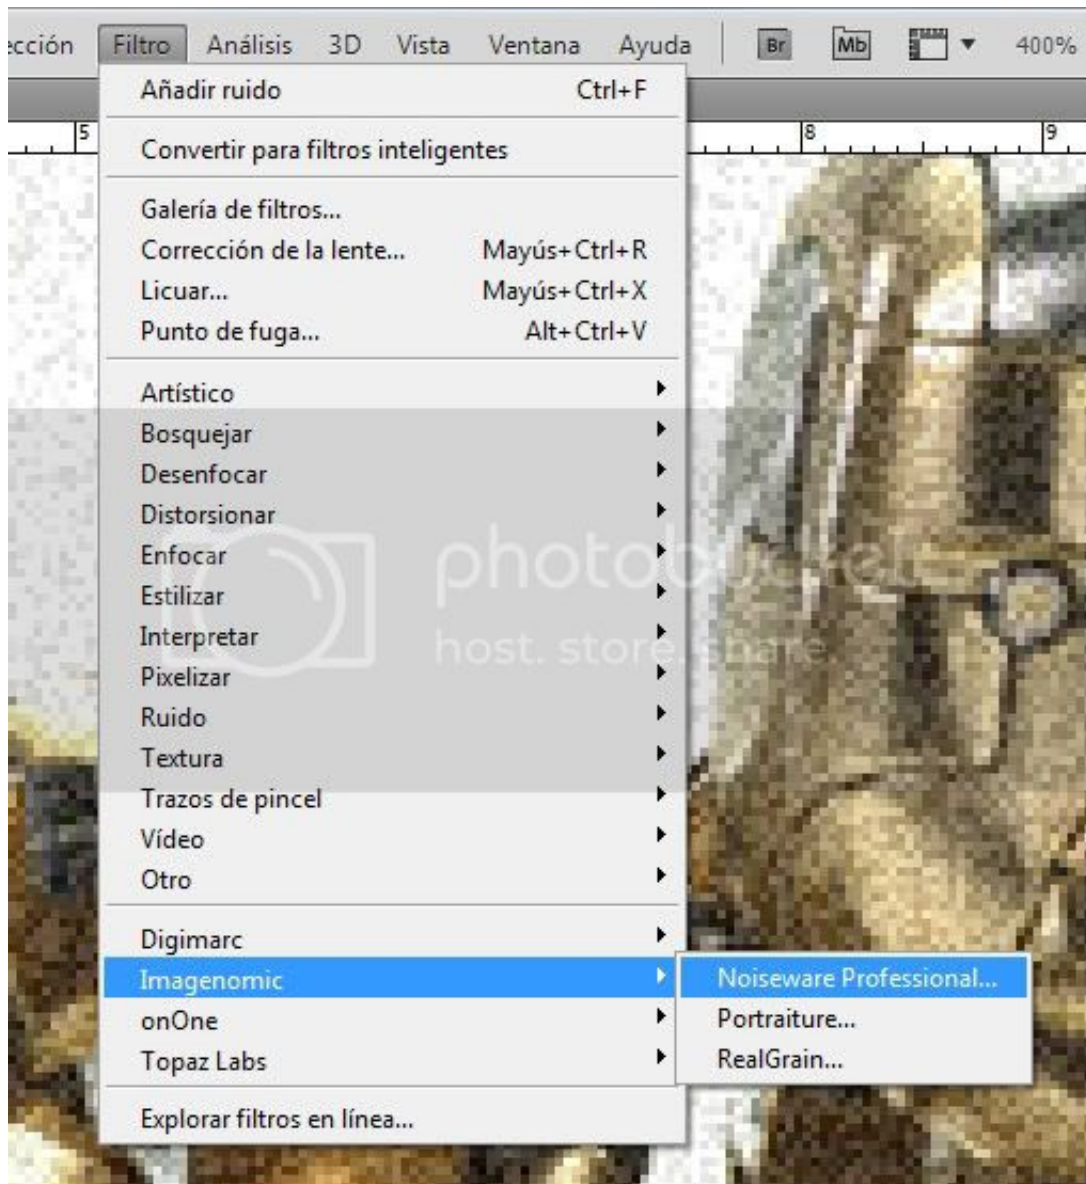 ección Filtro Análisis 3D Vista Ventana Ayuda Br Mb 400%
5 8 9
Añadir ruido Ctrl+F
Convertir para filtros inteligentes
Galería de filtros...
Corrección de la lente... Mayús+Ctrl+R
Licuar... Mayús+Ctrl+X
Punto de fuga... Alt+Ctrl+V
Artístico
Bosquejar
Desenfocar
Distorsionar
Enfocar
Estilizar
Interpretar
Pixelizar
Ruido
Textura
Trazos de pincel
Vídeo
Otro
photobucket
host. store. share.
Digimarc
Imagenomic
Noiseware Professional...
onOne
Portraiture...
Topaz Labs
RealGrain...
Explorar filtros en línea...